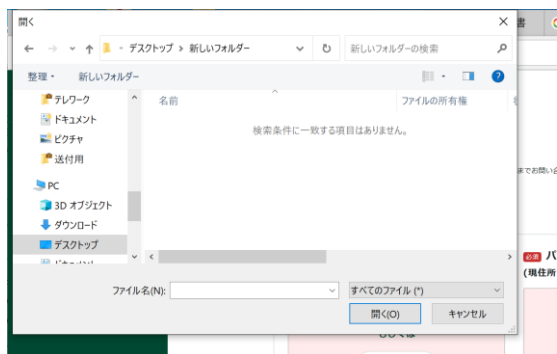 開く
デスクトップ › 新しいフォルダー
新しいフォルダーの検索
整理
新しいフォルダー
名前
ファイルの所有権
テレワーク
ドキュメント
ピクチャ
送付用
検索条件に一致する項目はありません。
PC
3D オブジェクト
ダウンロード
デスクトップ
ファイル名(N):
すべてのファイル (*)
開く(O)
キャンセル
書
までお問い合
必須 パ
(現住所